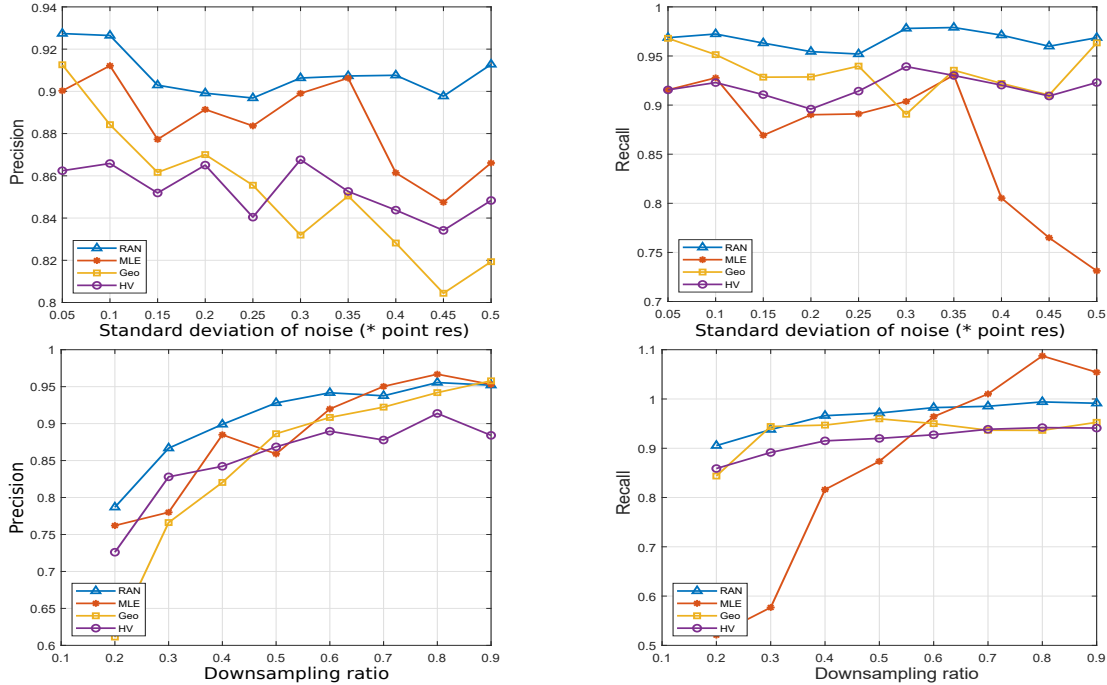 0.94
0.92
0.9
0.88
0.86
0.84
0.82
0.8
Precision
RAN
MLE
Geo
HV
0.05 0.1 0.15 0.2 0.25 0.3 0.35 0.4 0.45 0.5
Standard deviation of noise (* point res)
1
0.95
0.9
0.85
0.8
0.75
0.7
Recall
RAN
MLE
Geo
HV
0.05 0.1 0.15 0.2 0.25 0.3 0.35 0.4 0.45 0.5
Standard deviation of noise (* point res)
1
0.95
0.9
0.85
0.8
0.75
0.7
0.65
0.6
Precision
RAN
MLE
Geo
HV
0.1 0.2 0.3 0.4 0.5 0.6 0.7 0.8 0.9
Downsampling ratio
1.1
1
0.9
0.8
0.7
0.6
0.5
Recall
RAN
MLE
Geo
HV
0.1 0.2 0.3 0.4 0.5 0.6 0.7 0.8 0.9
Downsampling ratio